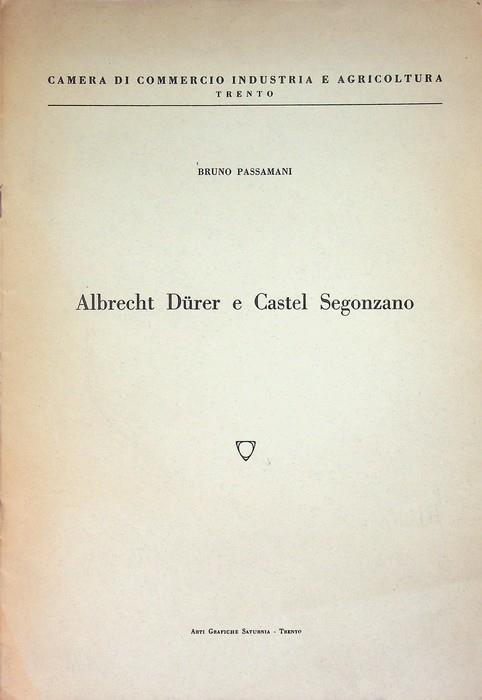 CAMERA DI COMMERCIO INDUSTRIA E AGRICOLTURA
TRENTO
BRUNO PASSAMANI
Albrecht Dürer e Castel Segonzano
Arti Grafiche Saturnia - Trento